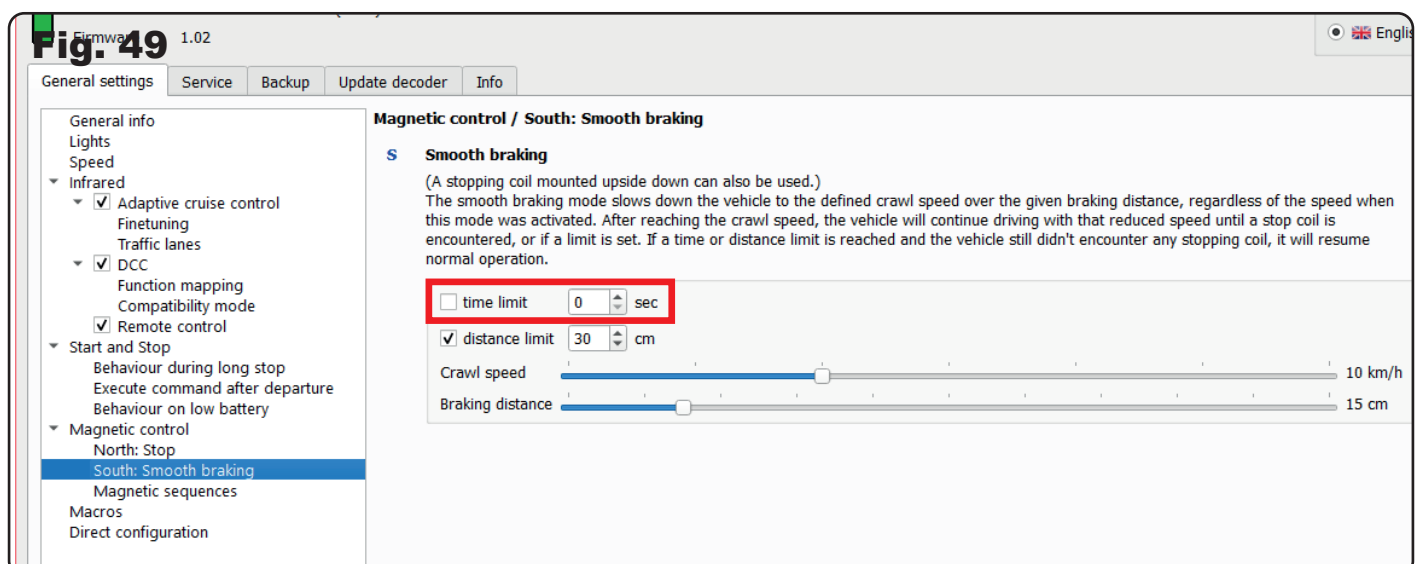 Fig. 49
1.02
General settings Service Backup Update decoder Info
General info
Lights
Speed
Infrared
Adaptive cruise control
Finetuning
Traffic lanes
DCC
Function mapping
Compatibility mode
Remote control
Start and Stop
Behaviour during long stop
Execute command after departure
Behaviour on low battery
Magnetic control
North: Stop
South: Smooth braking
Magnetic sequences
Macros
Direct configuration
Magnetic control / South: Smooth braking
S Smooth braking
(A stopping coil mounted upside down can also be used.)
The smooth braking mode slows down the vehicle to the defined crawl speed over the given braking distance, regardless of the speed when
this mode was activated. After reaching the crawl speed, the vehicle will continue driving with that reduced speed until a stop coil is
encountered, or if a limit is set. If a time or distance limit is reached and the vehicle still didn't encounter any stopping coil, it will resume
normal operation.
time limit 0 sec
distance limit 30 cm
Crawl speed 10 km/h
Braking distance 15 cm